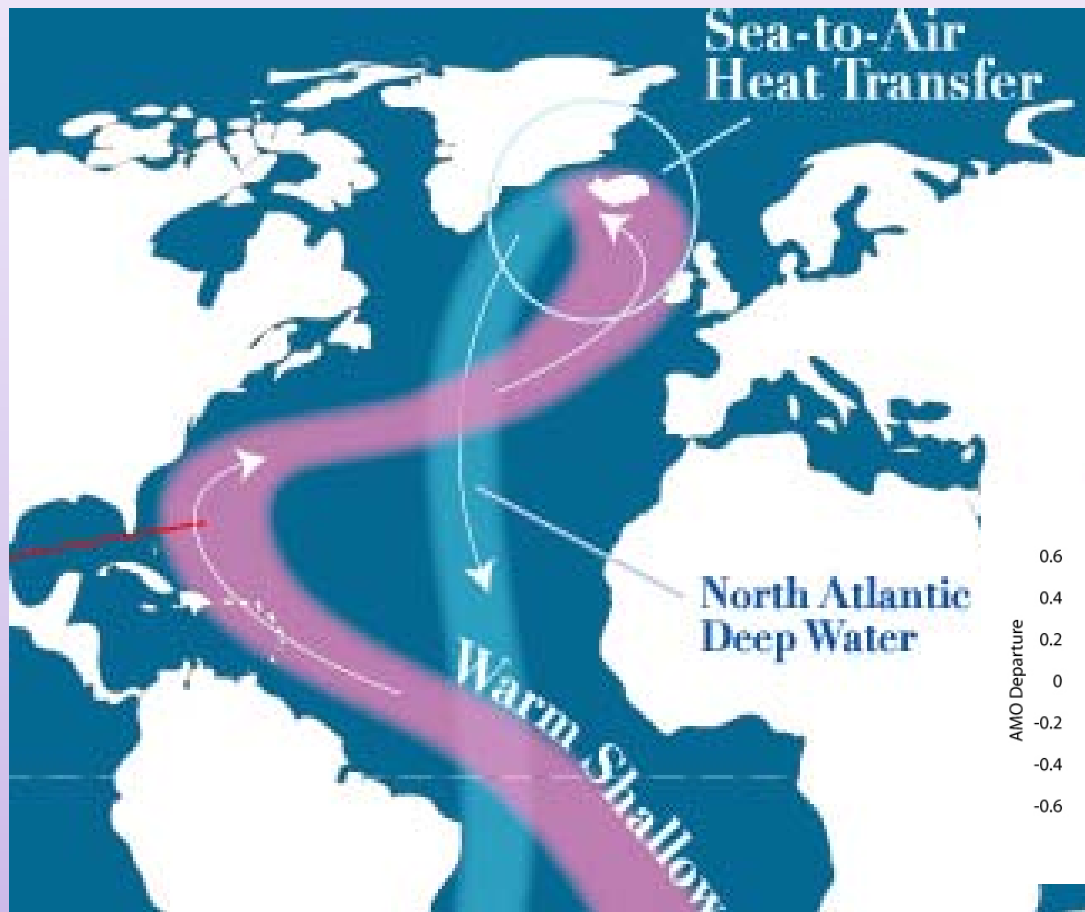 Sea-to-Air
Heat Transfer
North Atlantic
Deep Water
Warm Shallow
AMO Departure
0.6
0.4
0.2
0
-0.2
-0.4
-0.6